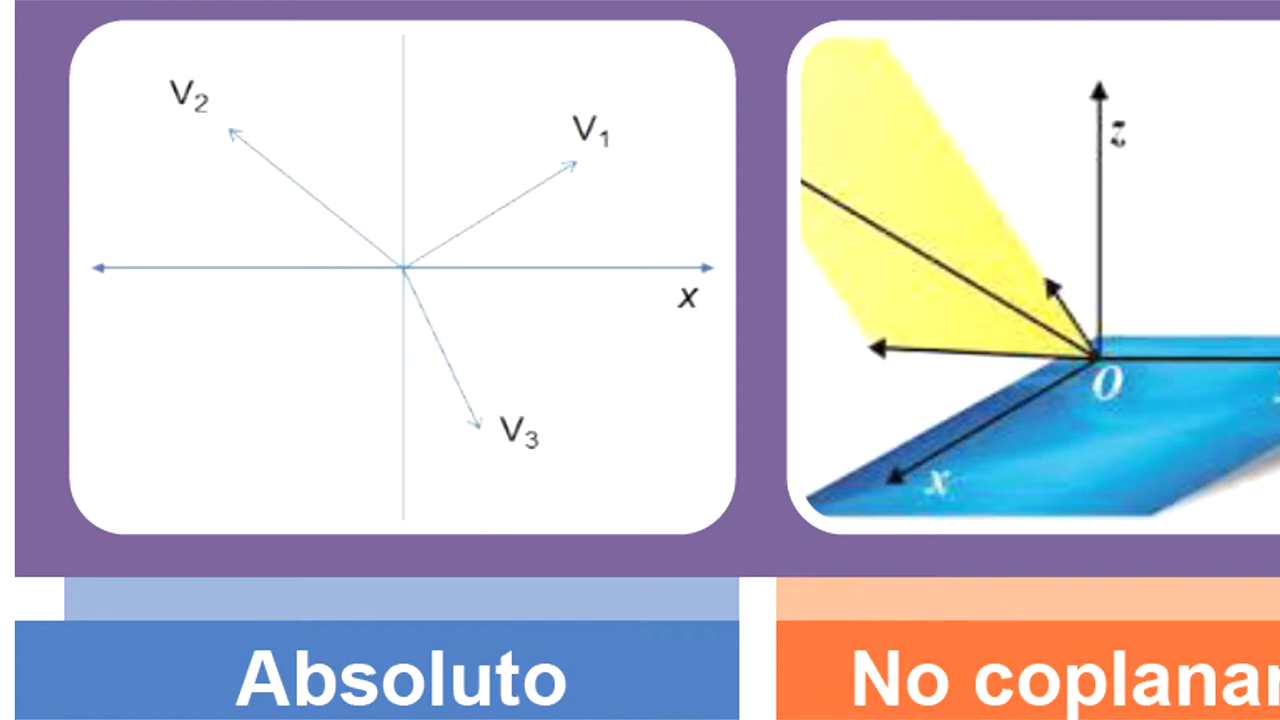 V₂
V₁
x
V₃
z
O
x
Absoluto
No coplanar